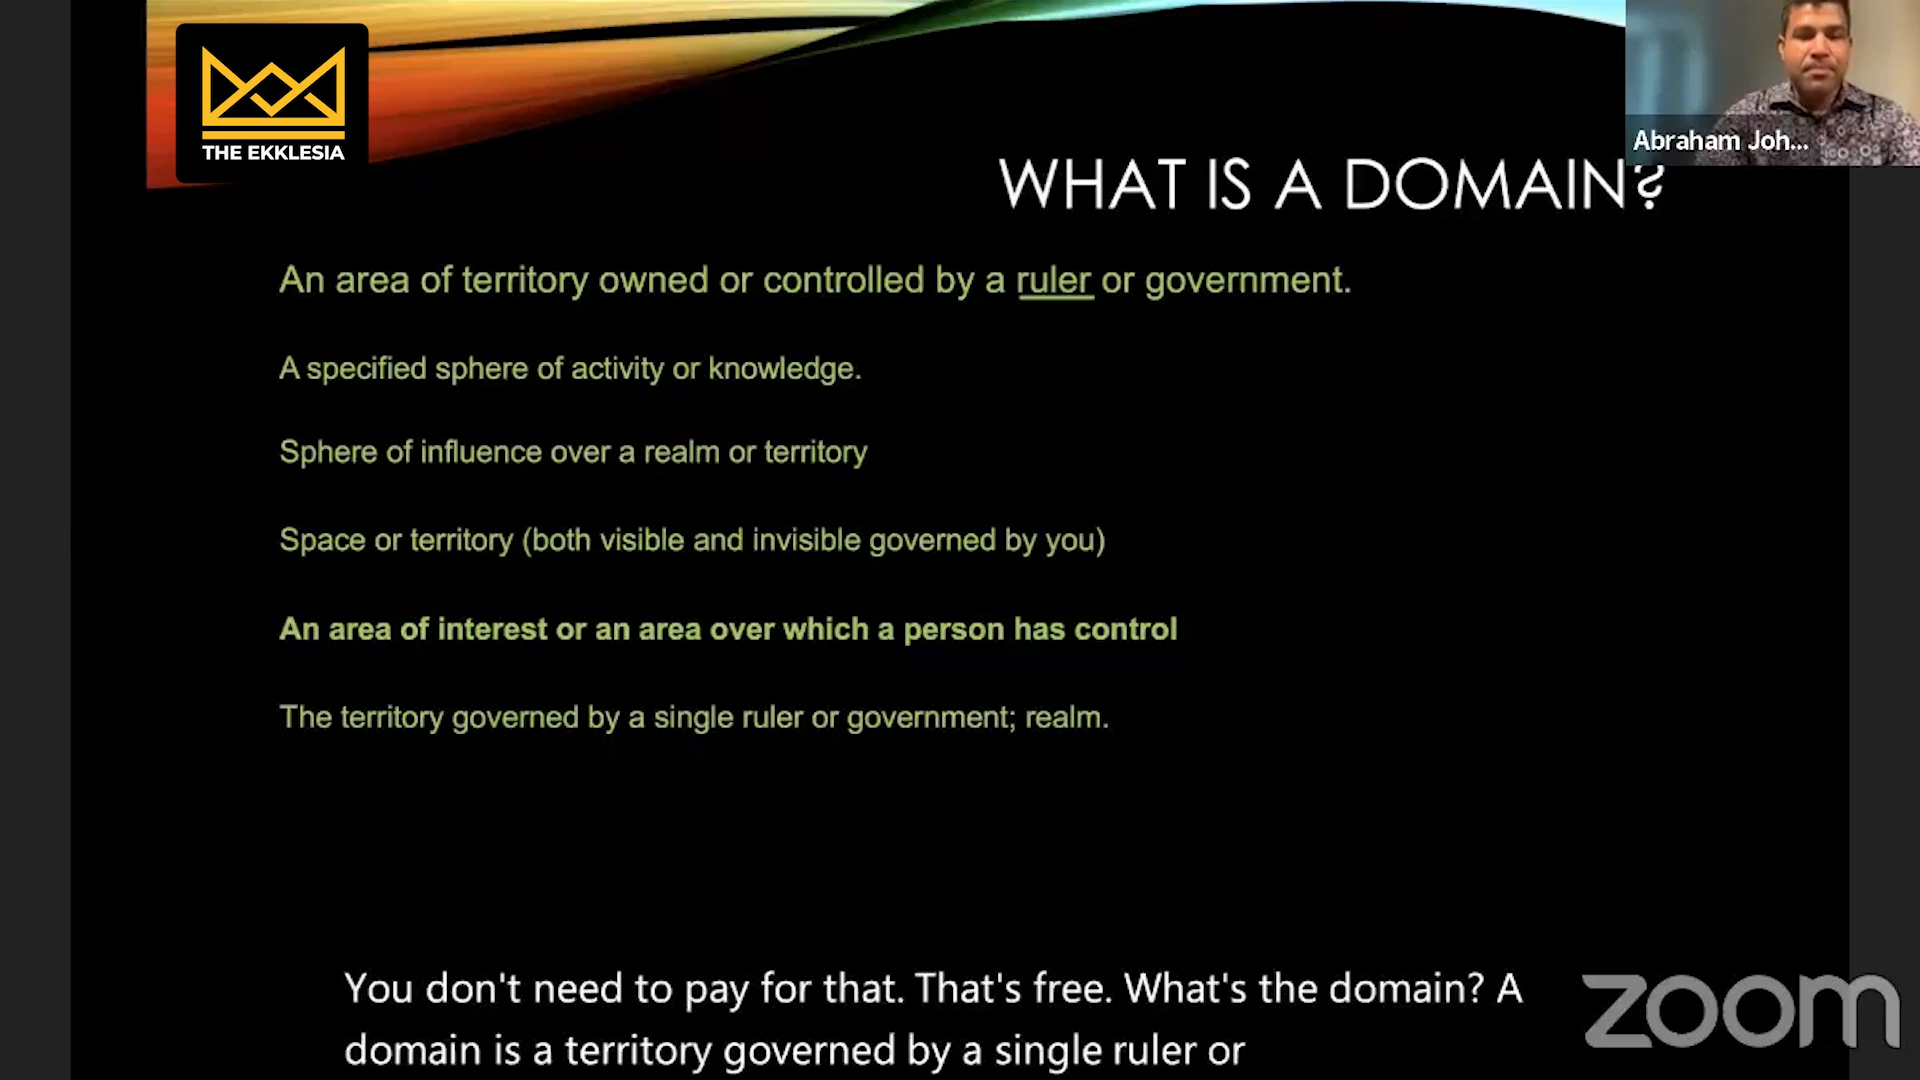 THE EKKLESIA
Abraham Joh...
WHAT IS A DOMAIN?
An area of territory owned or controlled by a ruler or government.
A specified sphere of activity or knowledge.
Sphere of influence over a realm or territory
Space or territory (both visible and invisible governed by you)
An area of interest or an area over which a person has control
The territory governed by a single ruler or government; realm.
You don't need to pay for that. That's free. What's the domain? A
domain is a territory governed by a single ruler or
zoom